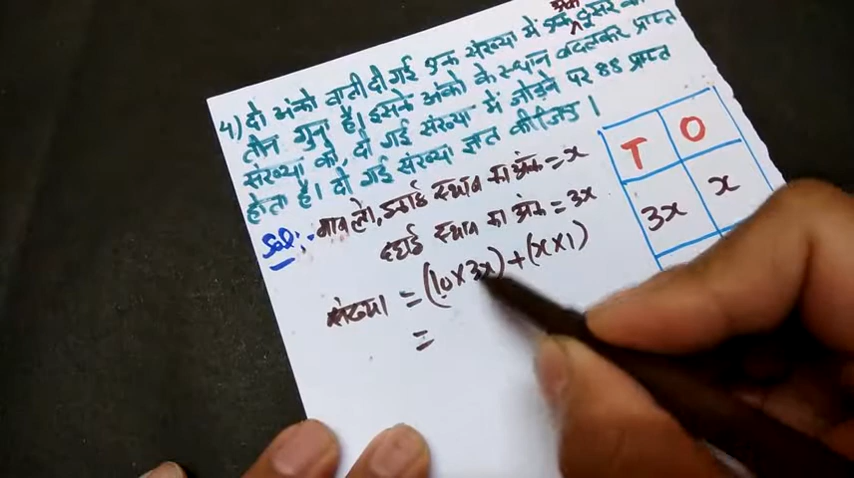 4) दो अंको वाली दी गई एक संख्या में एक अंक दूसरे का
तीन गुना है। इसके अंको के स्थान बदलकर प्राप्त
संख्या को, दी गई संख्या में जोड़ने पर 88 प्राप्त
होता है। दी गई संख्या ज्ञात कीजिए।
Sol:- मान लो, इकाई स्थान का अंक = x
दहाई स्थान का अंक = 3x
संख्या = (10×3x)+(x×1)
=
T O
3x x